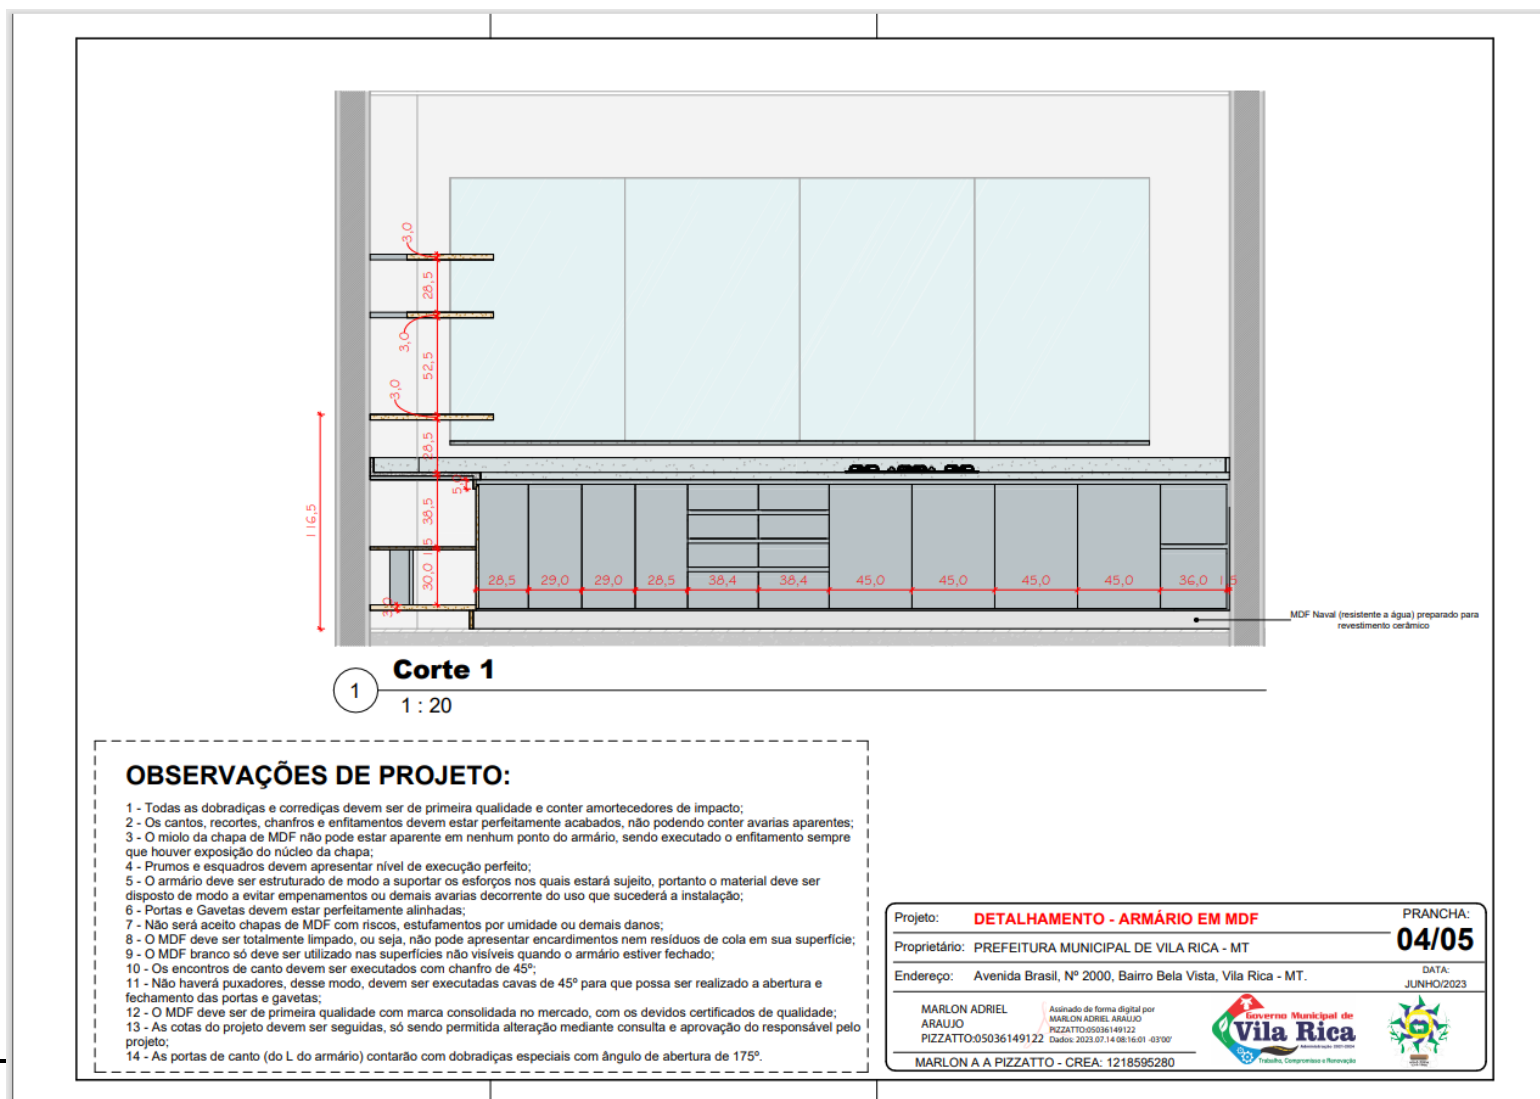 3,0
28,5
3,0
52,5
3,0
28,5
5,5
38,5
116,5
1,5
30,0
3,0
28,5 29,0 29,0 28,5 38,4 38,4 45,0 45,0 45,0 45,0 36,0 1,5
MDF Naval (resistente a água) preparado para
revestimento cerâmico
1
Corte 1
1 : 20
OBSERVAÇÕES DE PROJETO:
1 - Todas as dobradiças e corrediças devem ser de primeira qualidade e conter amortecedores de impacto;
2 - Os cantos, recortes, chanfros e enfitamentos devem estar perfeitamente acabados, não podendo conter avarias aparentes;
3 - O miolo da chapa de MDF não pode estar aparente em nenhum ponto do armário, sendo executado o enfitamento sempre
que houver exposição do núcleo da chapa;
4 - Prumos e esquadros devem apresentar nível de execução perfeito;
5 - O armário deve ser estruturado de modo a suportar os esforços nos quais estará sujeito, portanto o material deve ser
disposto de modo a evitar empenamentos ou demais avarias decorrente do uso que sucederá a instalação;
6 - Portas e Gavetas devem estar perfeitamente alinhadas;
7 - Não será aceito chapas de MDF com riscos, estufamentos por umidade ou demais danos;
8 - O MDF deve ser totalmente limpado, ou seja, não pode apresentar encardimentos nem resíduos de cola em sua superfície;
9 - O MDF branco só deve ser utilizado nas superfícies não visíveis quando o armário estiver fechado;
10 - Os encontros de canto devem ser executados com chanfro de 45º;
11 - Não haverá puxadores, desse modo, devem ser executadas cavas de 45º para que possa ser realizado a abertura e
fechamento das portas e gavetas;
12 - O MDF deve ser de primeira qualidade com marca consolidada no mercado, com os devidos certificados de qualidade;
13 - As cotas do projeto devem ser seguidas, só sendo permitida alteração mediante consulta e aprovação do responsável pelo
projeto;
14 - As portas de canto (do L do armário) contarão com dobradiças especiais com ângulo de abertura de 175º.
Projeto: DETALHAMENTO - ARMÁRIO EM MDF
PRANCHA:
04/05
Proprietário: PREFEITURA MUNICIPAL DE VILA RICA - MT
Endereço: Avenida Brasil, Nº 2000, Bairro Bela Vista, Vila Rica - MT.
DATA:
JUNHO/2023
MARLON ADRIEL
ARAUJO
PIZZATTO:05036149122
Assinado de forma digital por
MARLON ADRIEL ARAUJO
PIZZATTO:05036149122
Dados: 2023.07.14 08:16:01 -03'00'
MARLON A A PIZZATTO - CREA: 1218595280
Governo Municipal de
Vila Rica
Trabalho, Compromisso e Renovação